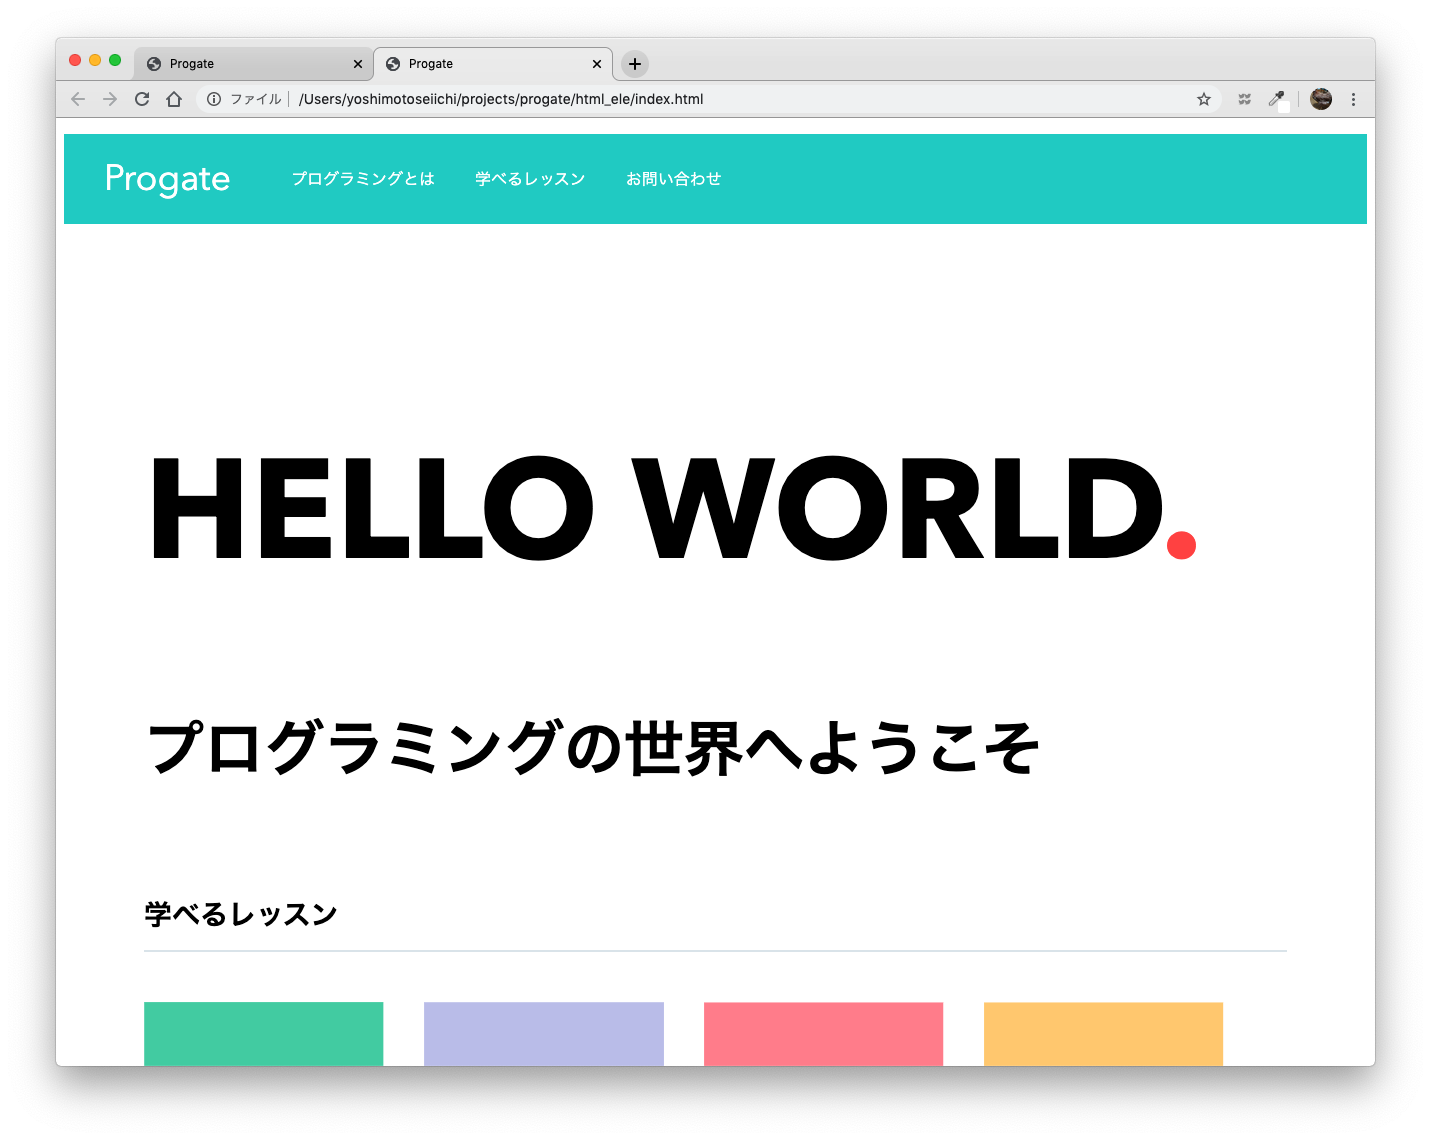 Progate
Progate
ファイル /Users/yoshimotoseiichi/projects/progate/html_ele/index.html
Progate プログラミングとは 学べるレッスン お問い合わせ
HELLO WORLD.
プログラミングの世界へようこそ
学べるレッスン